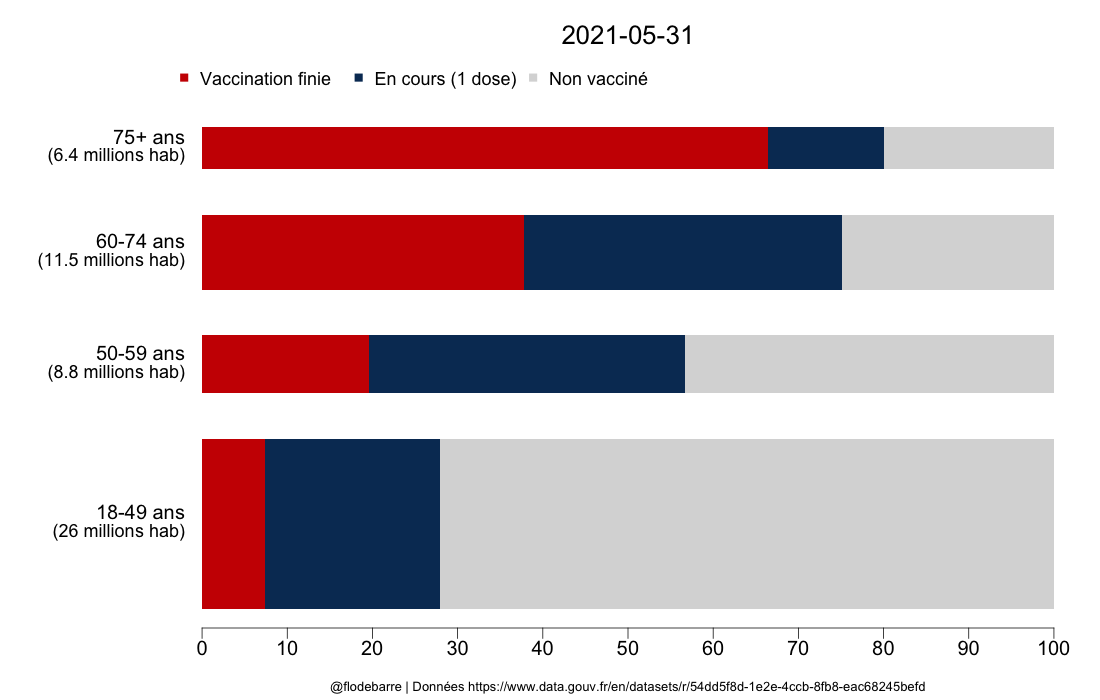 2021-05-31
Vaccination finie En cours (1 dose) Non vacciné
75+ ans
(6.4 millions hab)
60-74 ans
(11.5 millions hab)
50-59 ans
(8.8 millions hab)
18-49 ans
(26 millions hab)
0 10 20 30 40 50 60 70 80 90 100
@flodebarre | Données https://www.data.gouv.fr/en/datasets/r/54dd5f8d-1e2e-4ccb-8fb8-eac68245befd